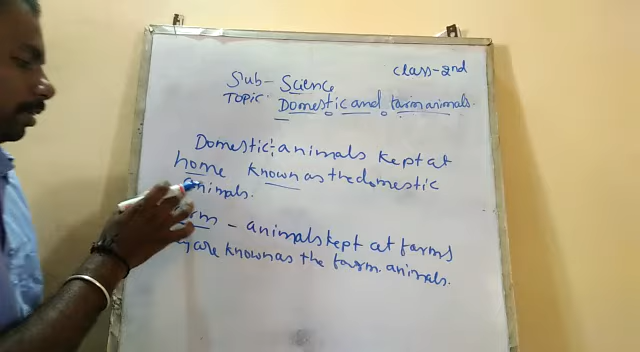 class-2nd
Sub- Science
TOPIC: Domestic and farm animals.
Domestic:- animals kept at
home known as the domestic
animals.
- animals kept at farms
are known as the farm animals.